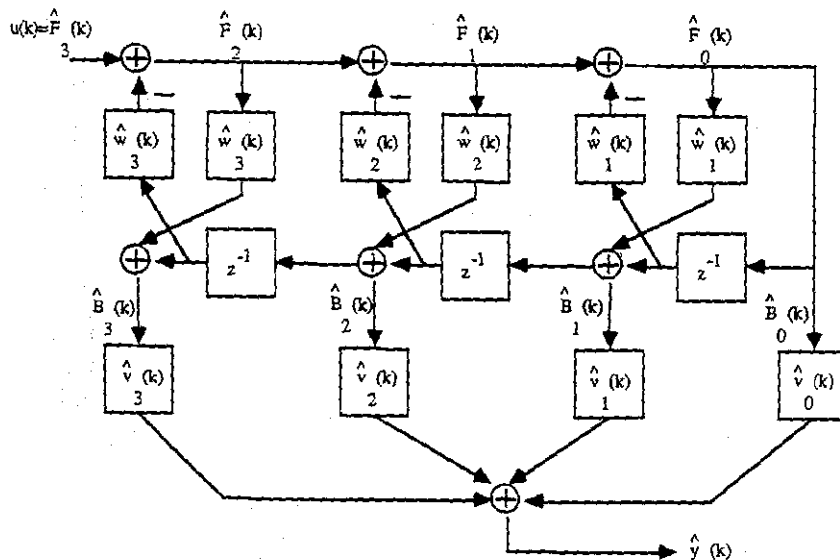 u(k)=F̂ (k)
3
F̂ (k)
2
F̂ (k)
1
F̂ (k)
0
ŵ (k)
3
ŵ (k)
3
ŵ (k)
2
ŵ (k)
2
ŵ (k)
1
ŵ (k)
1
z⁻¹
z⁻¹
z⁻¹
B̂ (k)
3
B̂ (k)
2
B̂ (k)
1
B̂ (k)
0
v̂ (k)
3
v̂ (k)
2
v̂ (k)
1
v̂ (k)
0
ŷ (k)